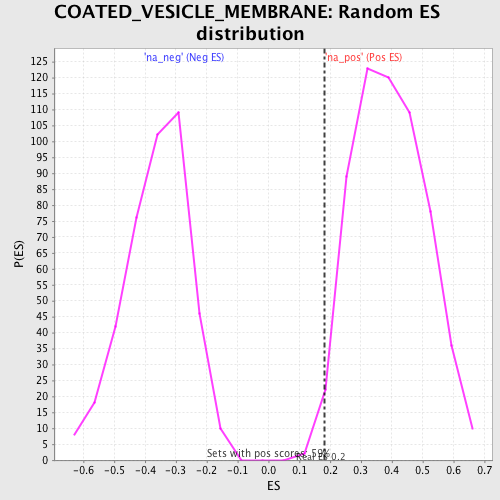 COATED_VESICLE_MEMBRANE: Random ES
distribution
'na_neg' (Neg ES)
'na_pos' (Pos ES)
125
120
115
110
105
100
95
90
85
80
75
70
65
60
55
50
45
40
35
30
25
20
15
10
5
0
P(ES)
Sets with pos scores: 59%
Real ES 0.2
-0.6 -0.5 -0.4 -0.3 -0.2 -0.1 0.0 0.1 0.2 0.3 0.4 0.5 0.6 0.7
ES